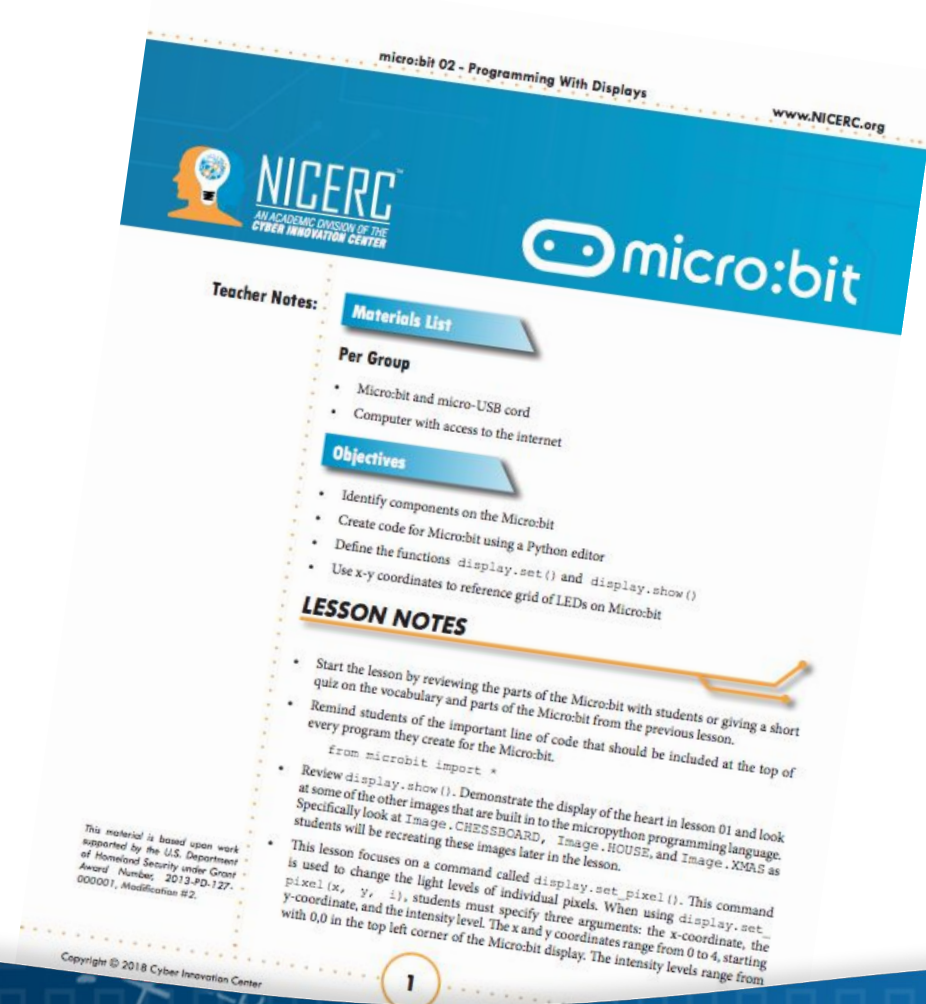 micro:bit 02 - Programming With Displays
www.NICERC.org
NICERC™
AN ACADEMIC DIVISION OF THE
CYBER INNOVATION CENTER
micro:bit
Teacher Notes:
Materials List
Per Group
• Micro:bit and micro-USB cord
• Computer with access to the internet
Objectives
• Identify components on the Micro:bit
• Create code for Micro:bit using a Python editor
• Define the functions display.set() and display.show()
• Use x-y coordinates to reference grid of LEDs on Micro:bit
LESSON NOTES
• Start the lesson by reviewing the parts of the Micro:bit with students or giving a short
quiz on the vocabulary and parts of the Micro:bit from the previous lesson.
• Remind students of the important line of code that should be included at the top of
every program they create for the Micro:bit.
from microbit import *
• Review display.show(). Demonstrate the display of the heart in lesson 01 and look
at some of the other images that are built in to the micropython programming language.
Specifically look at Image.CHESSBOARD, Image.HOUSE, and Image.XMAS as
students will be recreating these images later in the lesson.
• This lesson focuses on a command called display.set_pixel(). This command
is used to change the light levels of individual pixels. When using display.set_
pixel(x, y, i), students must specify three arguments: the x-coordinate, the
y-coordinate, and the intensity level. The x and y coordinates range from 0 to 4, starting
with 0,0 in the top left corner of the Micro:bit display. The intensity levels range from
This material is based upon work
supported by the U.S. Department
of Homeland Security under Grant
Award Number, 2013-PD-127-
000001, Modification #2.
Copyright © 2018 Cyber Innovation Center
1